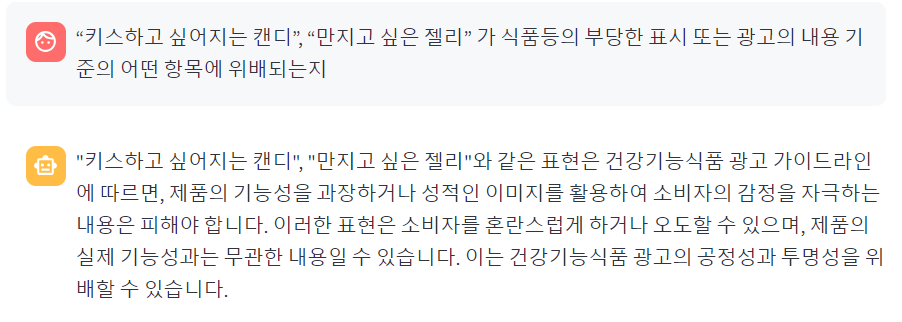 “키스하고 싶어지는 캔디”, “만지고 싶은 젤리” 가 식품등의 부당한 표시 또는 광고의 내용 기
준의 어떤 항목에 위배되는지
"키스하고 싶어지는 캔디", "만지고 싶은 젤리"와 같은 표현은 건강기능식품 광고 가이드라인
에 따르면, 제품의 기능성을 과장하거나 성적인 이미지를 활용하여 소비자의 감정을 자극하는
내용은 피해야 합니다. 이러한 표현은 소비자를 혼란스럽게 하거나 오도할 수 있으며, 제품의
실제 기능성과는 무관한 내용일 수 있습니다. 이는 건강기능식품 광고의 공정성과 투명성을 위
배할 수 있습니다.